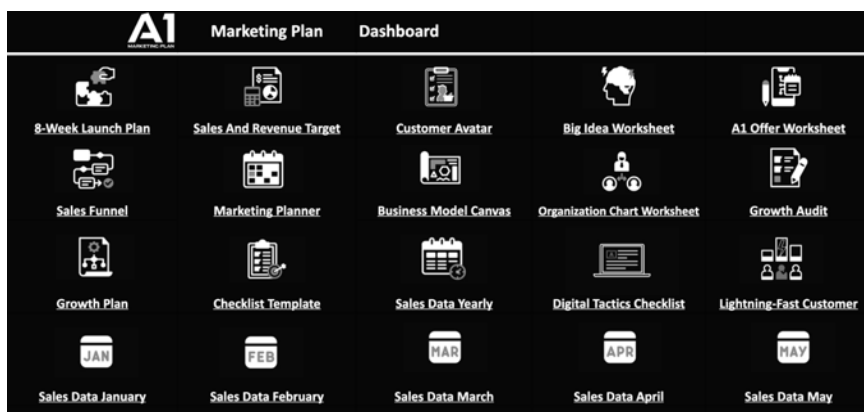 A1 Marketing Plan Dashboard
MARKETING PLAN
8-Week Launch Plan Sales And Revenue Target Customer Avatar Big Idea Worksheet A1 Offer Worksheet
Sales Funnel Marketing Planner Business Model Canvas Organization Chart Worksheet Growth Audit
Growth Plan Checklist Template Sales Data Yearly Digital Tactics Checklist Lightning-Fast Customer
JAN FEB MAR APR MAY
Sales Data January Sales Data February Sales Data March Sales Data April Sales Data May